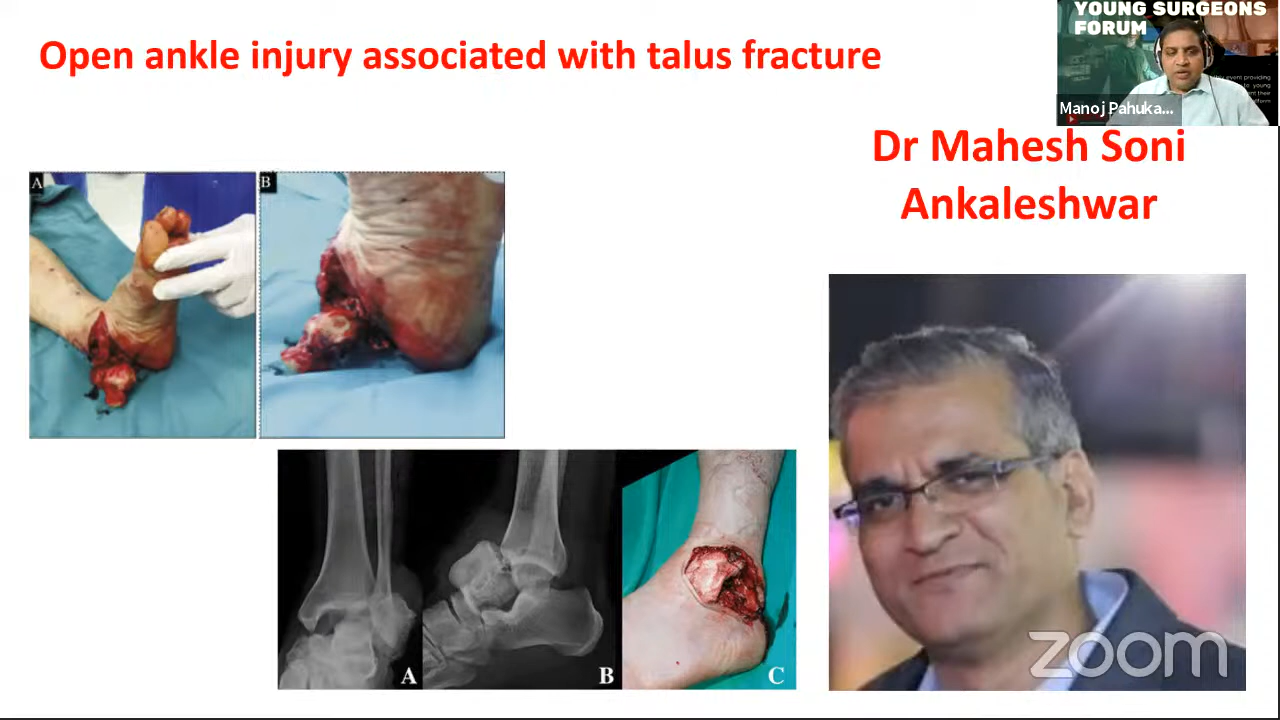 Open ankle injury associated with talus fracture
YOUNG SURGEONS
FORUM
Manoj Pahuka...
Dr Mahesh Soni
Ankaleshwar
A
B
A
B
C
zoom